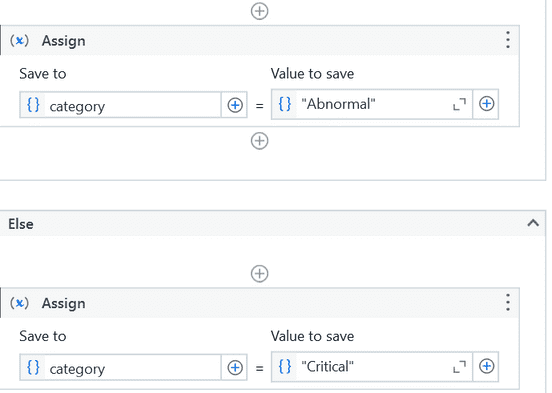 (x) Assign
Save to Value to save
{} category = {} "Abnormal"
Else
(x) Assign
Save to Value to save
{} category = {} "Critical"